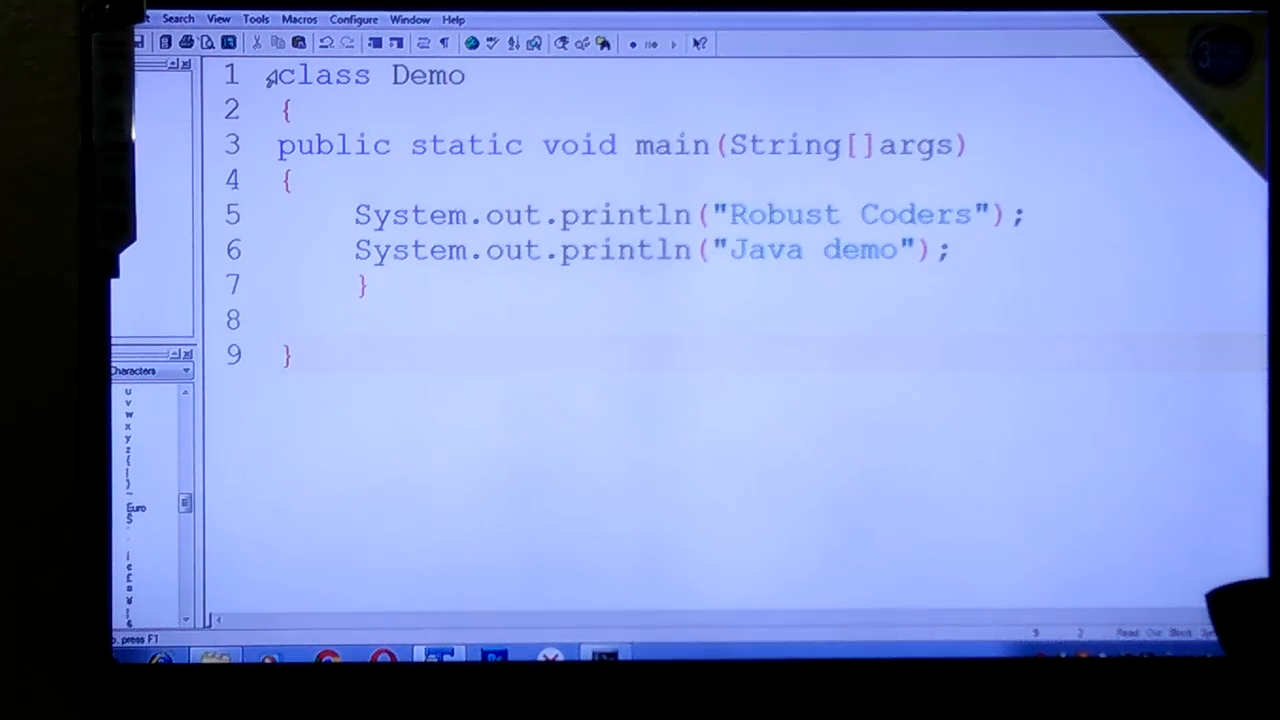 Search View Tools Macros Configure Window Help
1 class Demo
2 {
3 public static void main(String[]args)
4 {
5 System.out.println("Robust Coders");
6 System.out.println("Java demo");
7 }
8
9 }
Characters
u
v
w
x
y
z
{
|
}
~
Euro
Š
¡
¢
£
¤
¥
, press F1
9 2 Read Ovr Block